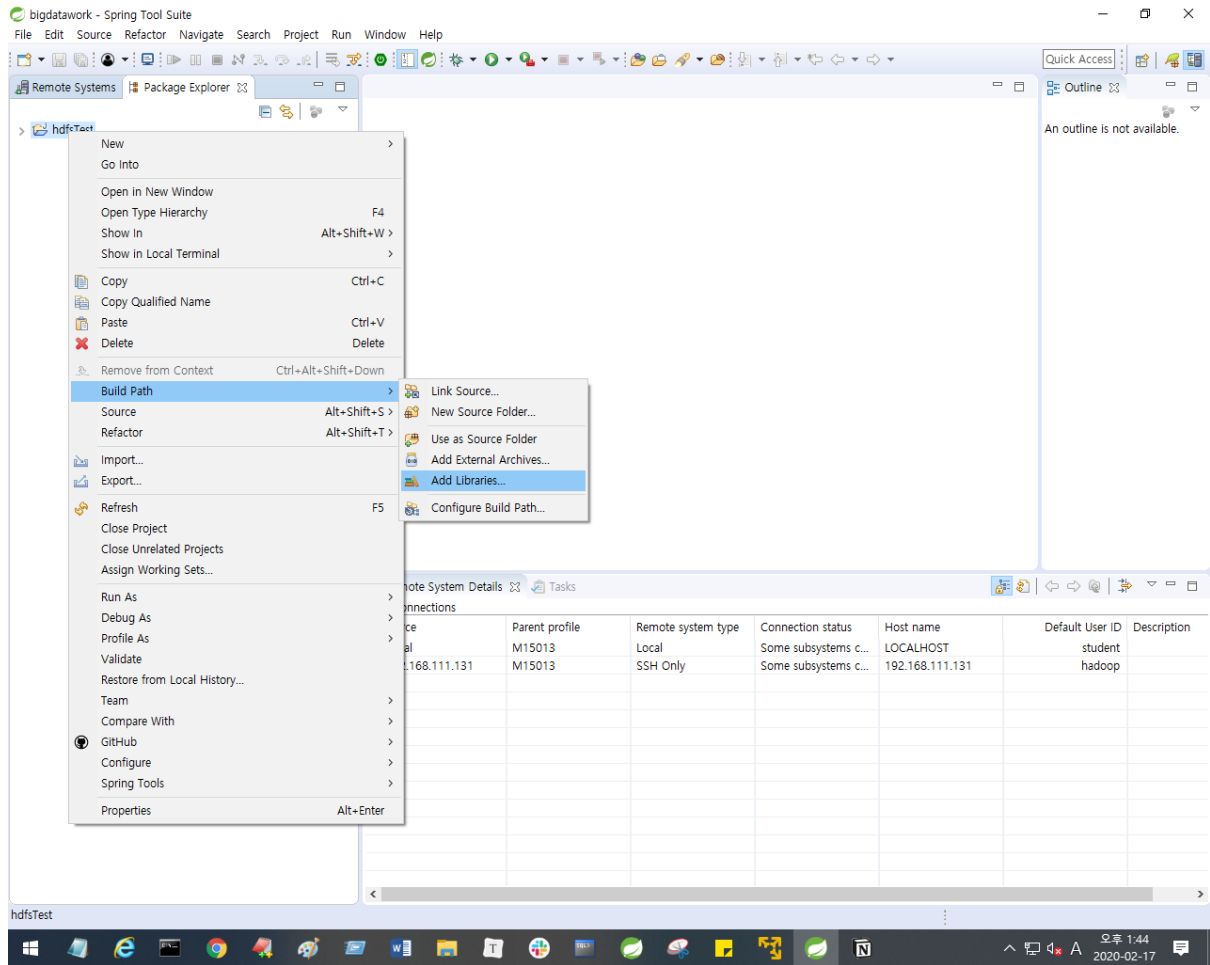 bigdatawork - Spring Tool Suite
File Edit Source Refactor Navigate Search Project Run Window Help
Quick Access
Remote Systems Package Explorer
Outline
hdfsTest
An outline is not available.
New
Go Into
Open in New Window
Open Type Hierarchy F4
Show In Alt+Shift+W
Show in Local Terminal
Copy Ctrl+C
Copy Qualified Name
Paste Ctrl+V
Delete Delete
Remove from Context Ctrl+Alt+Shift+Down
Build Path
Source Alt+Shift+S
Refactor Alt+Shift+T
Import...
Export...
Refresh F5
Close Project
Close Unrelated Projects
Assign Working Sets...
Run As
Debug As
Profile As
Validate
Restore from Local History...
Team
Compare With
GitHub
Configure
Spring Tools
Properties Alt+Enter
Link Source...
New Source Folder...
Use as Source Folder
Add External Archives...
Add Libraries...
Configure Build Path...
ote System Details Tasks
onnections
ce Parent profile Remote system type Connection status Host name Default User ID Description
al M15013 Local Some subsystems c... LOCALHOST student
.168.111.131 M15013 SSH Only Some subsystems c... 192.168.111.131 hadoop
hdfsTest
A 오후 1:44
2020-02-17